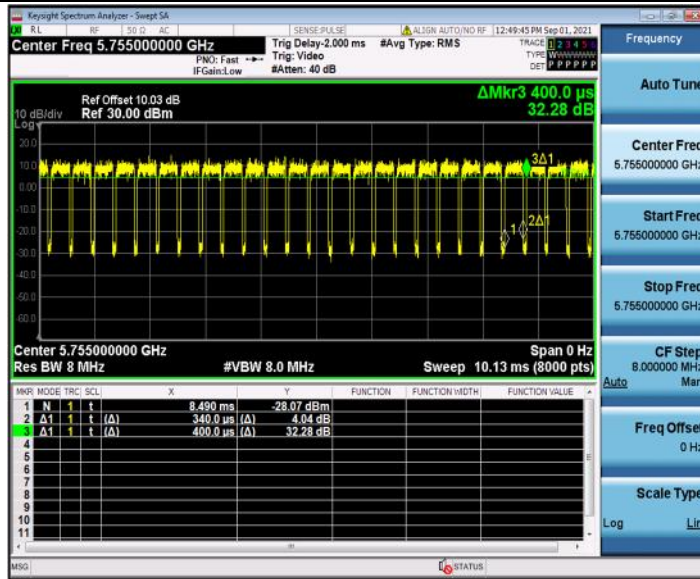 Keysight Spectrum Analyzer - Swept SA
RL RF 50 Ω AC SENSE:PULSE ALIGN AUTO/NO RF 12:49:45 PM Sep 01, 2021
Center Freq 5.755000000 GHz
PNO: Fast
IFGain:Low
Trig Delay-2.000 ms
Trig: Video
#Atten: 40 dB
#Avg Type: RMS
TRACE 1 2 3 4 5 6
TYPE
DET P P P P P P
Ref Offset 10.03 dB
10 dB/div Ref 30.00 dBm
Log
ΔMkr3 400.0 µs
32.28 dB
20.0
10.0
0.00
-10.0
-20.0
-30.0
-40.0
-50.0
-60.0
3Δ1
1
2Δ1
Center 5.755000000 GHz Span 0 Hz
Res BW 8 MHz #VBW 8.0 MHz Sweep 10.13 ms (8000 pts)
MKR MODE TRC SCL X Y FUNCTION FUNCTION WIDTH FUNCTION VALUE
1 N 1 t 8.490 ms -28.07 dBm
2 Δ1 1 t (Δ) 340.0 µs (Δ) 4.04 dB
3 Δ1 1 t (Δ) 400.0 µs (Δ) 32.28 dB
4
5
6
7
8
9
10
11
MSG STATUS
Frequency
Auto Tune
Center Freq
5.755000000 GHz
Start Freq
5.755000000 GHz
Stop Freq
5.755000000 GHz
CF Step
8.000000 MHz
Auto Man
Freq Offset
0 Hz
Scale Type
Log Lin